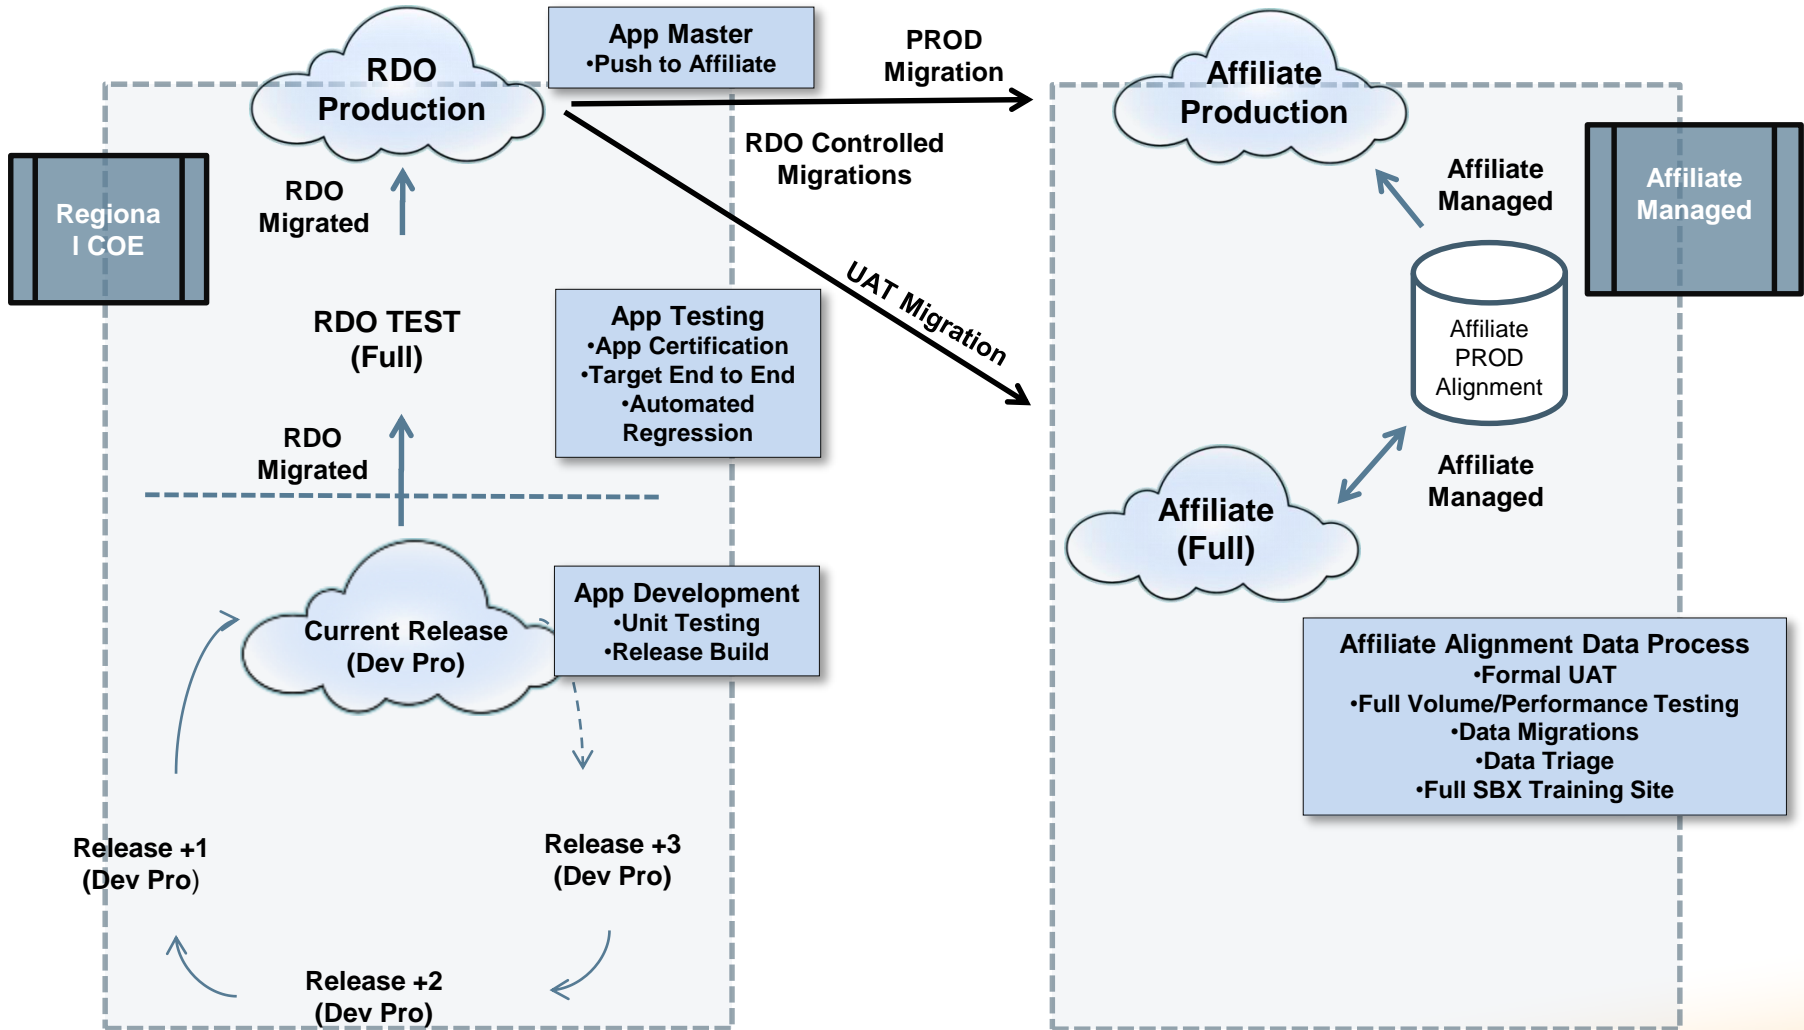 App Master
•Push to Affiliate
RDO
Production
PROD
Migration
RDO Controlled
Migrations
Affiliate
Production
Regiona
l COE
RDO
Migrated
Affiliate
Managed
Affiliate
Managed
UAT Migration
RDO TEST
(Full)
App Testing
•App Certification
•Target End to End
•Automated
Regression
Affiliate
PROD
Alignment
RDO
Migrated
Affiliate
Managed
Affiliate
(Full)
Current Release
(Dev Pro)
App Development
•Unit Testing
•Release Build
Affiliate Alignment Data Process
•Formal UAT
•Full Volume/Performance Testing
•Data Migrations
•Data Triage
•Full SBX Training Site
Release +1
(Dev Pro)
Release +3
(Dev Pro)
Release +2
(Dev Pro)